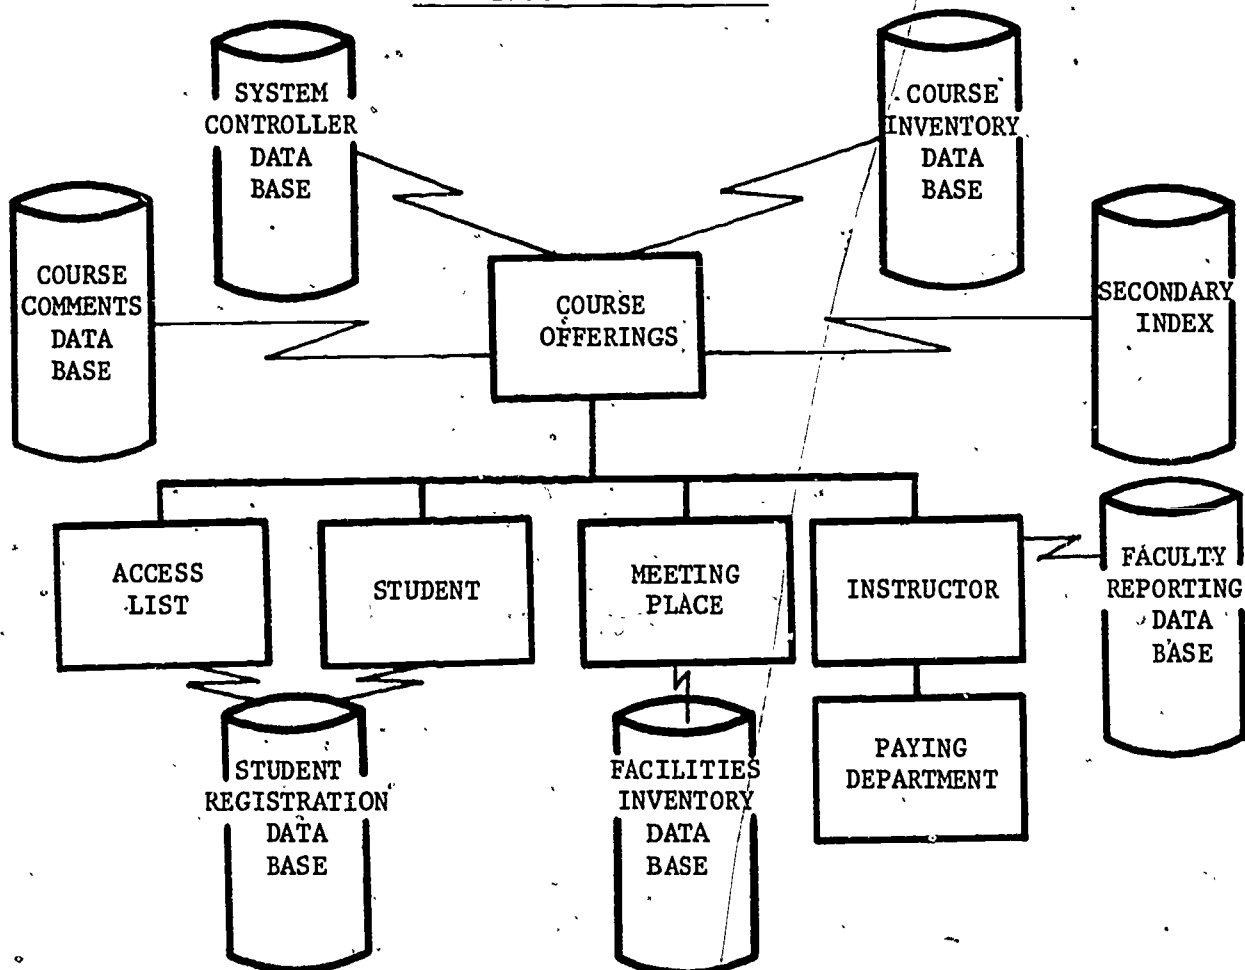 SYSTEM
CONTROLLER
DATA
BASE
COURSE
INVENTORY
DATA
BASE
COURSE
COMMENTS
DATA
BASE
COURSE
OFFERINGS
SECONDARY
INDEX
ACCESS
LIST
STUDENT
MEETING
PLACE
INSTRUCTOR
FACULTY
REPORTING
DATA
BASE
STUDENT
REGISTRATION
DATA
BASE
FACILITIES
INVENTORY
DATA
BASE
PAYING
DEPARTMENT